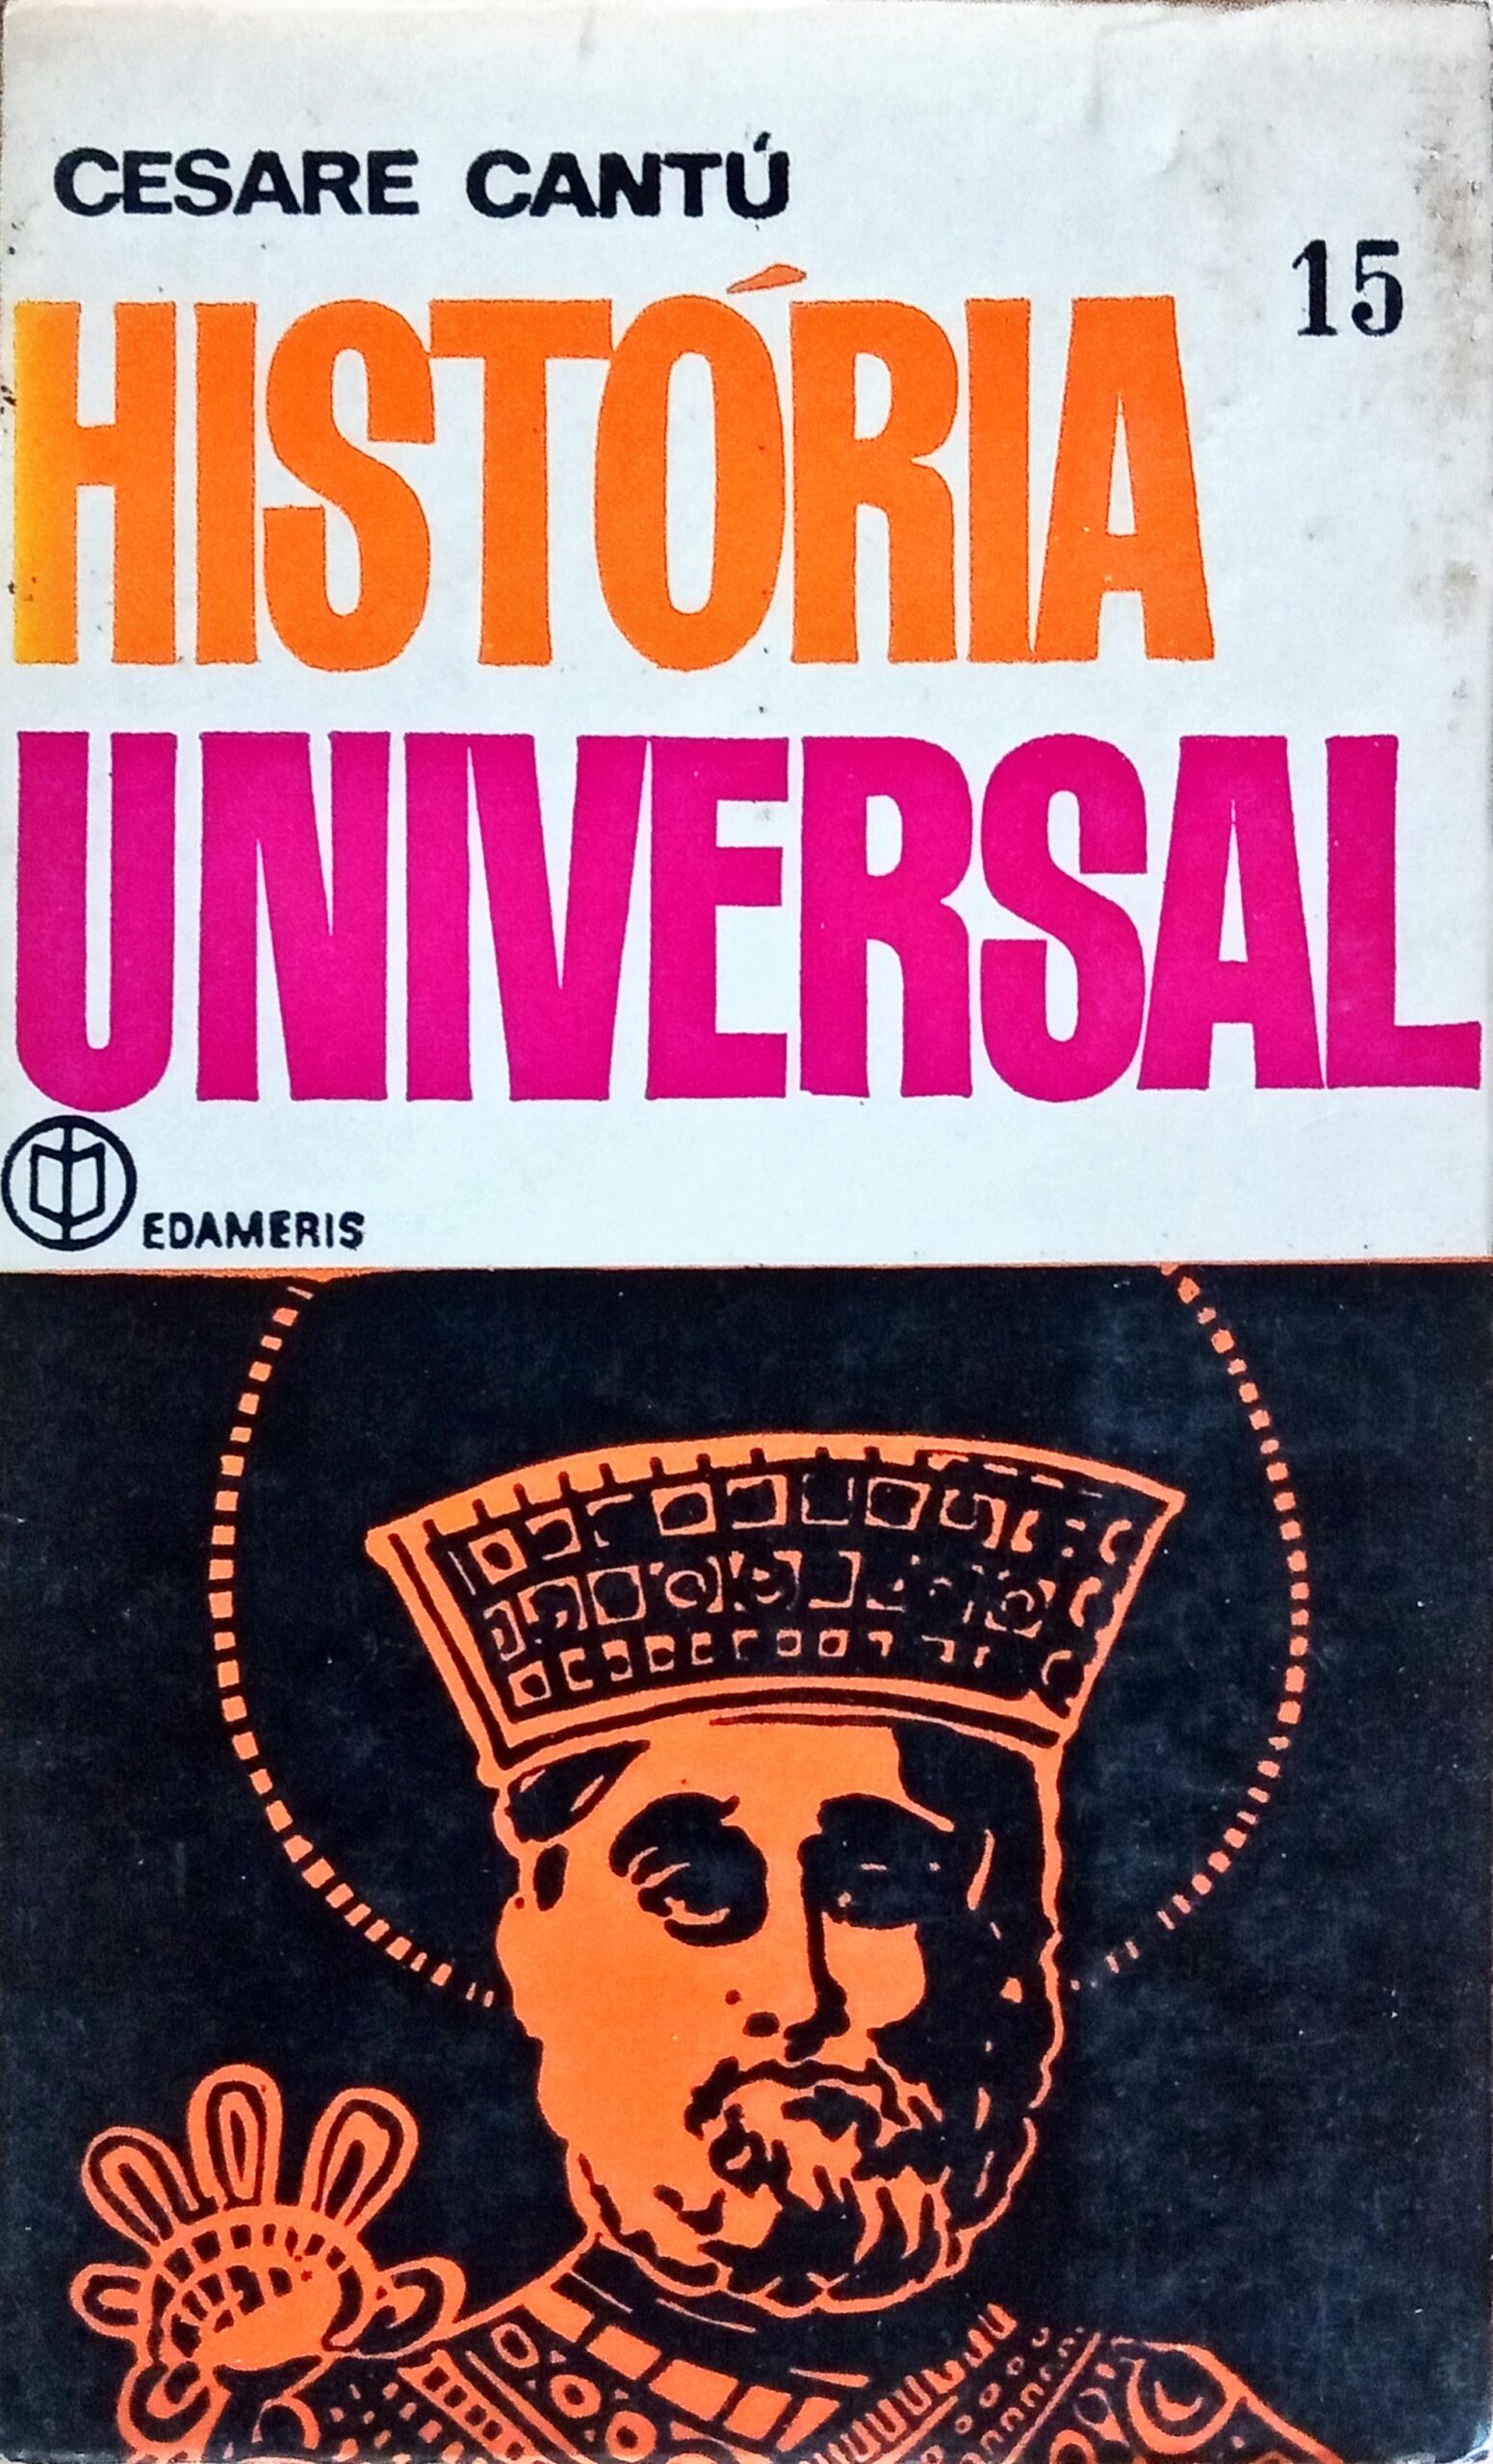 CESARE CANTÚ
15
HISTÓRIA
UNIVERSAL
EDAMERIS